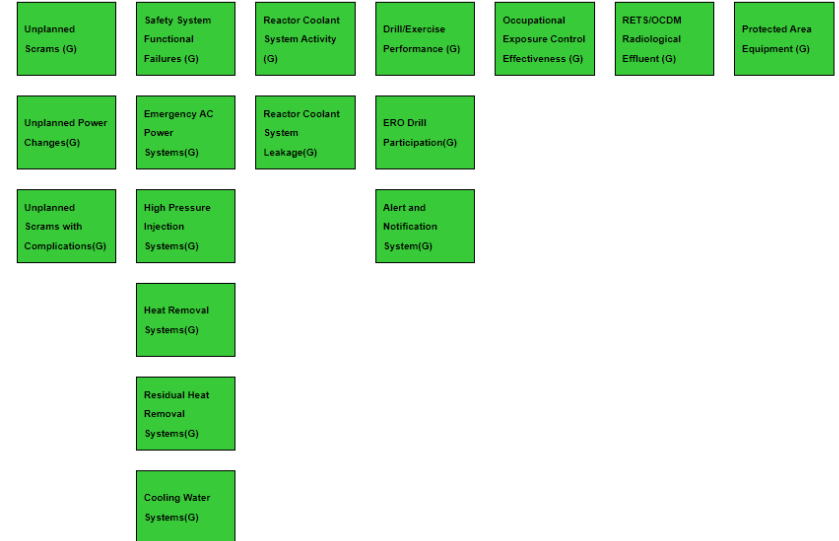 Unplanned
Scrams (G)
Safety System
Functional
Failures (G)
Reactor Coolant
System Activity
(G)
Drill/Exercise
Performance (G)
Occupational
Exposure Control
Effectiveness (G)
RETS/OCDM
Radiological
Effluent (G)
Protected Area
Equipment (G)
Unplanned Power
Changes(G)
Emergency AC
Power
Systems(G)
Reactor Coolant
System
Leakage(G)
ERO Drill
Participation(G)
Unplanned
Scrams with
Complications(G)
High Pressure
Injection
Systems(G)
Alert and
Notification
System(G)
Heat Removal
Systems(G)
Residual Heat
Removal
Systems(G)
Cooling Water
Systems(G)